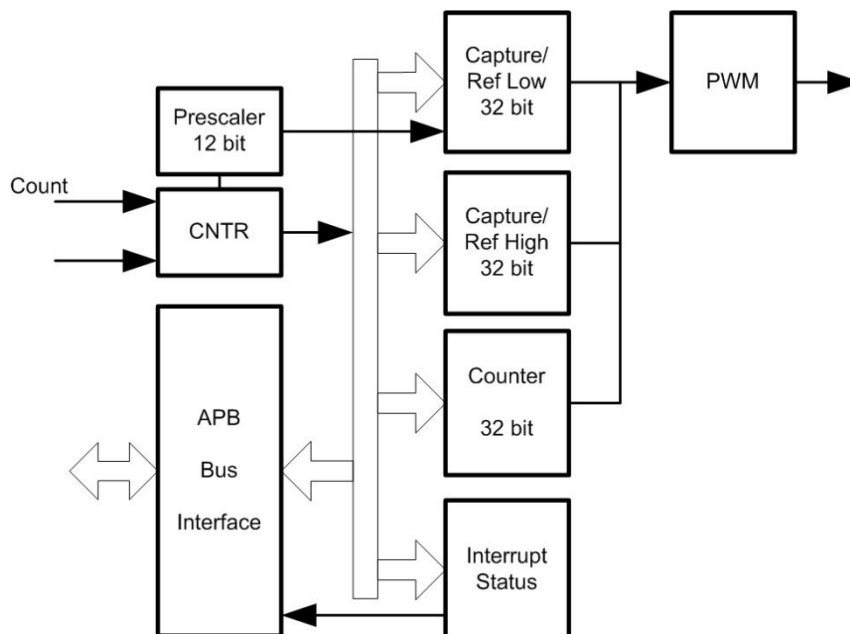 Capture/
Ref Low
32 bit
PWM
Prescaler
12 bit
Count
CNTR
Capture/
Ref High
32 bit
Counter
32 bit
APB
Bus
Interface
Interrupt
Status